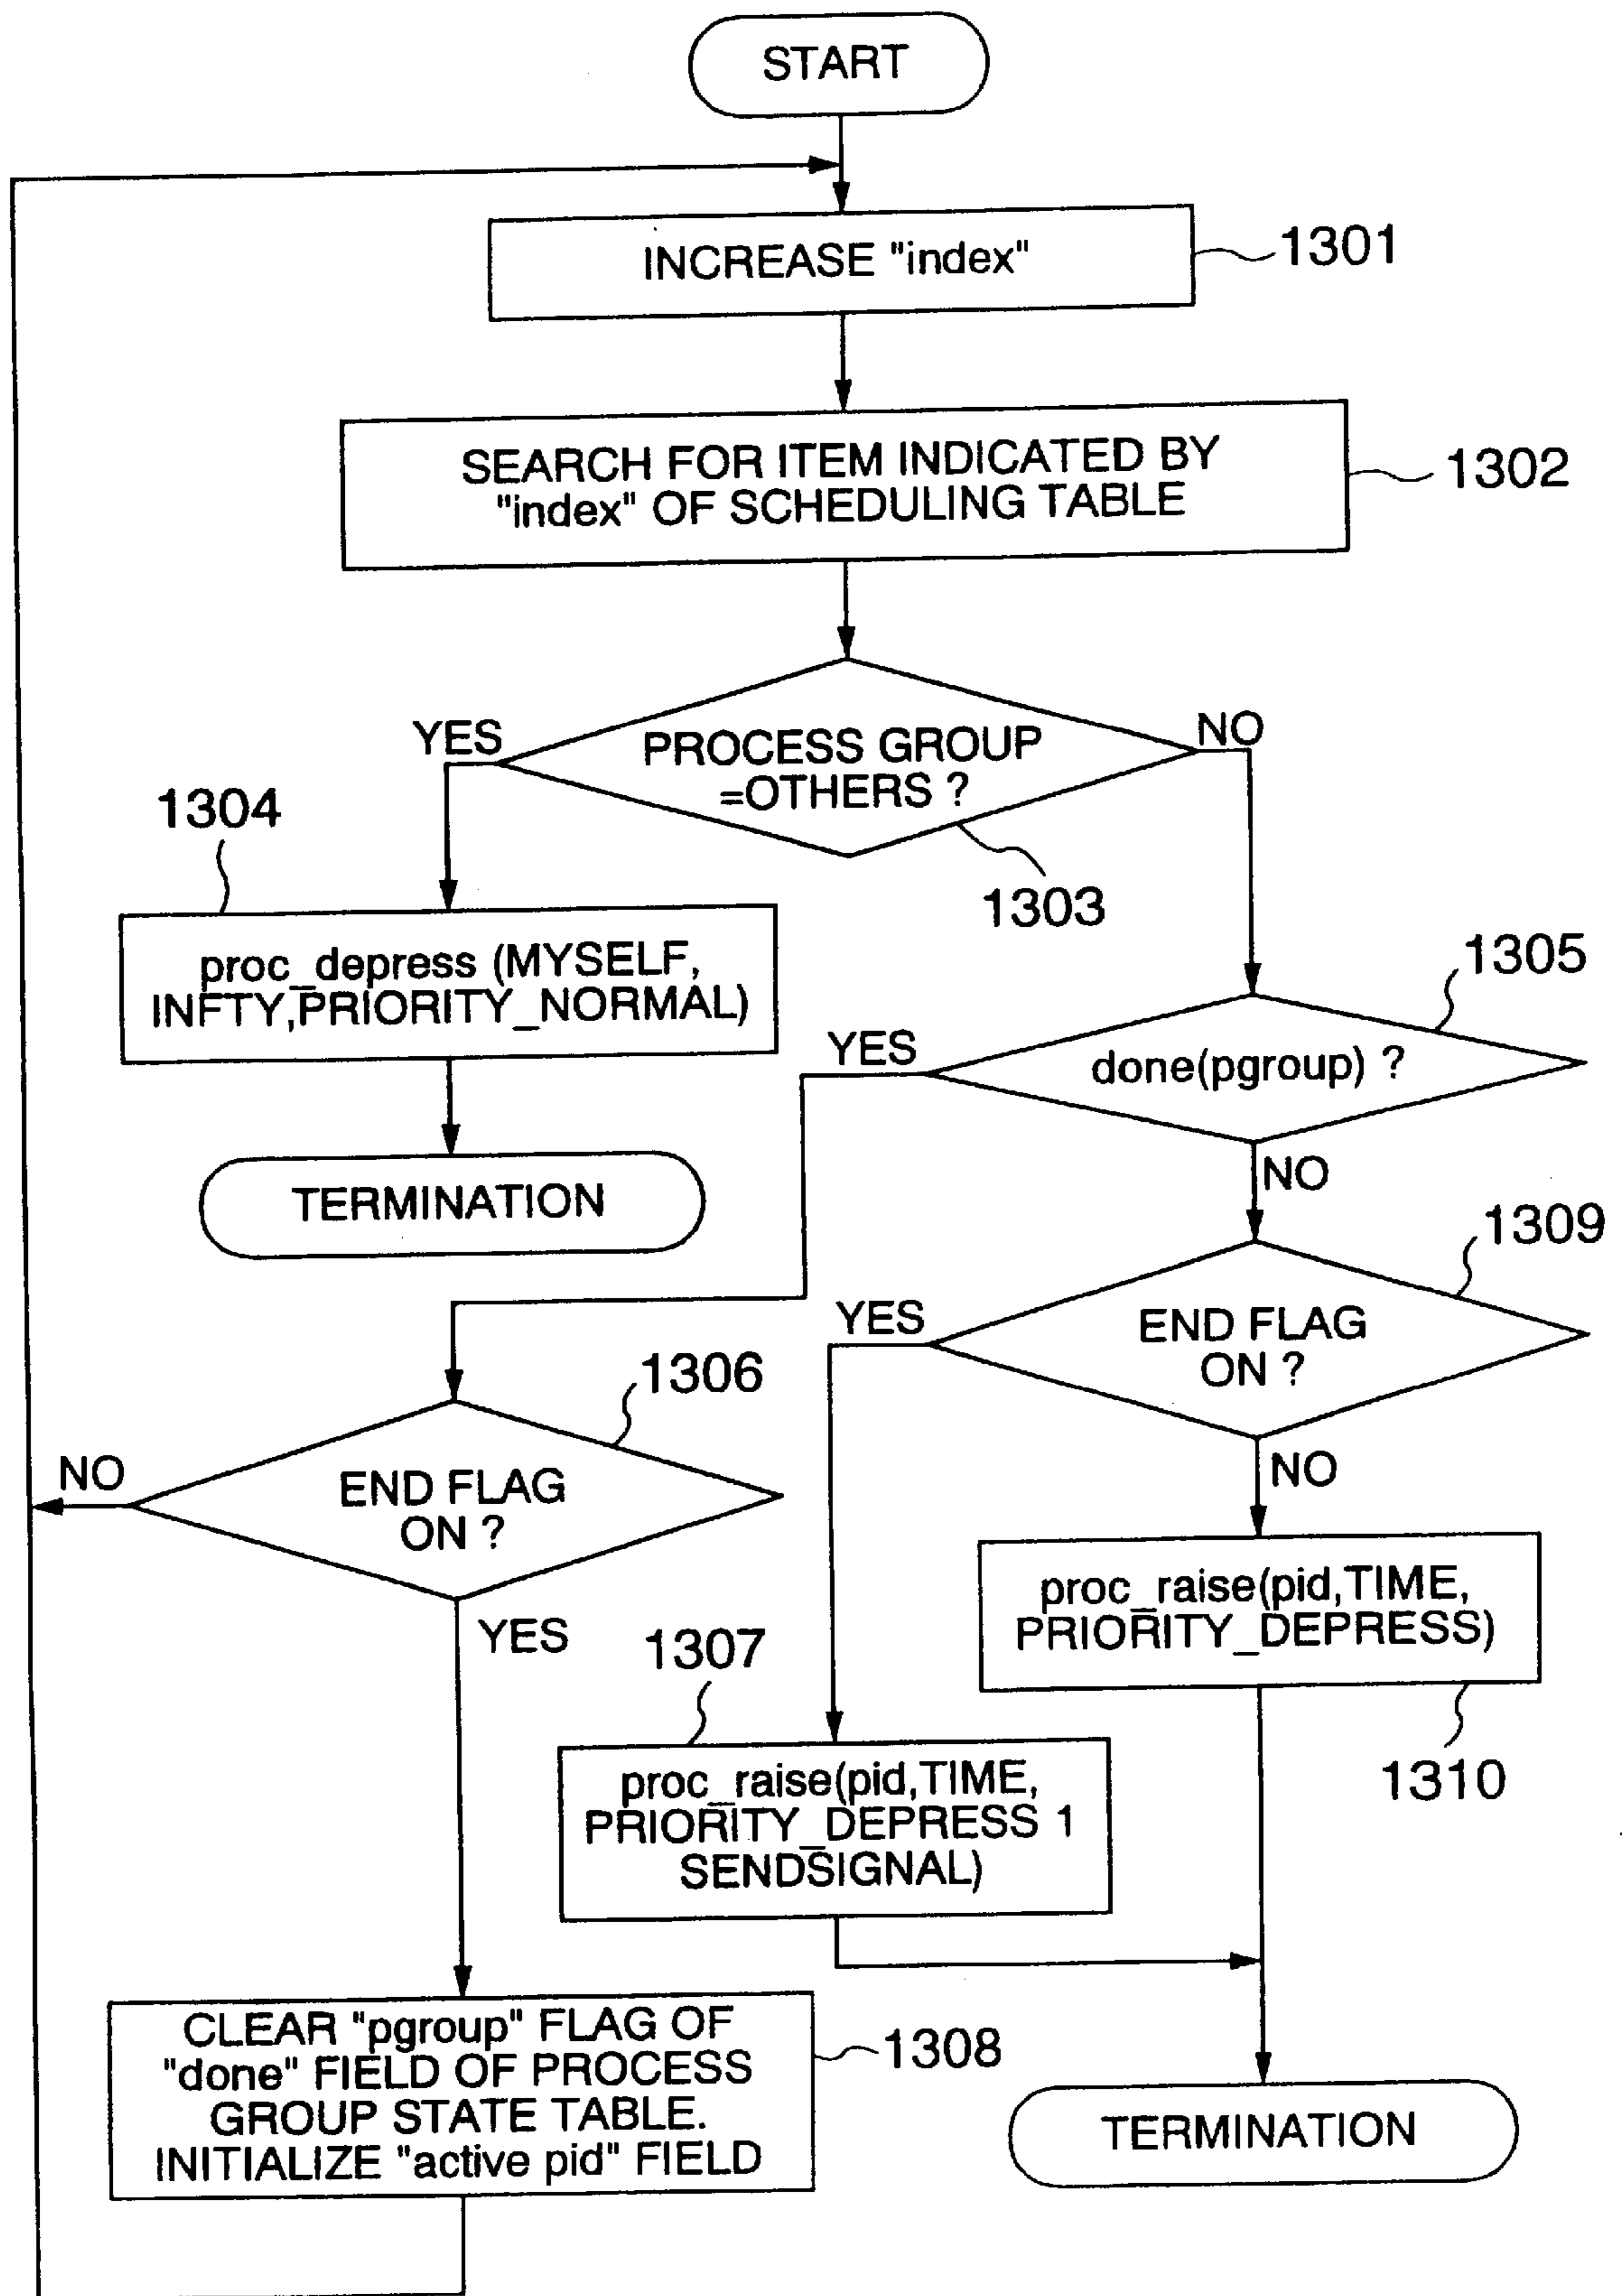 START
INCREASE "index"
1301
SEARCH FOR ITEM INDICATED BY
"index" OF SCHEDULING TABLE
1302
YES
PROCESS GROUP
=OTHERS ?
NO
1303
1304
proc_depress (MYSELF,
INFTY,PRIORITY_NORMAL)
TERMINATION
1305
YES
done(pgroup) ?
NO
1309
YES
END FLAG
ON ?
NO
1306
NO
END FLAG
ON ?
YES
proc_raise(pid,TIME,
PRIORITY_DEPRESS)
1310
1307
proc_raise(pid,TIME,
PRIORITY_DEPRESS 1
SENDSIGNAL)
CLEAR "pgroup" FLAG OF
"done" FIELD OF PROCESS
GROUP STATE TABLE.
INITIALIZE "active pid" FIELD
1308
TERMINATION